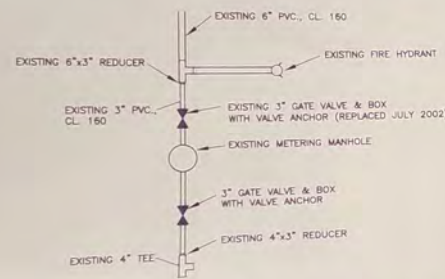 EXISTING 6" PVC., CL. 160
EXISTING FIRE HYDRANT
EXISTING 6"x3" REDUCER
EXISTING 3" PVC.,
CL. 160
EXISTING 3" GATE VALVE & BOX
WITH VALVE ANCHOR (REPLACED JULY 2002)
EXISTING METERING MANHOLE
3" GATE VALVE & BOX
WITH VALVE ANCHOR
EXISTING 4"x3" REDUCER
EXISTING 4" TEE